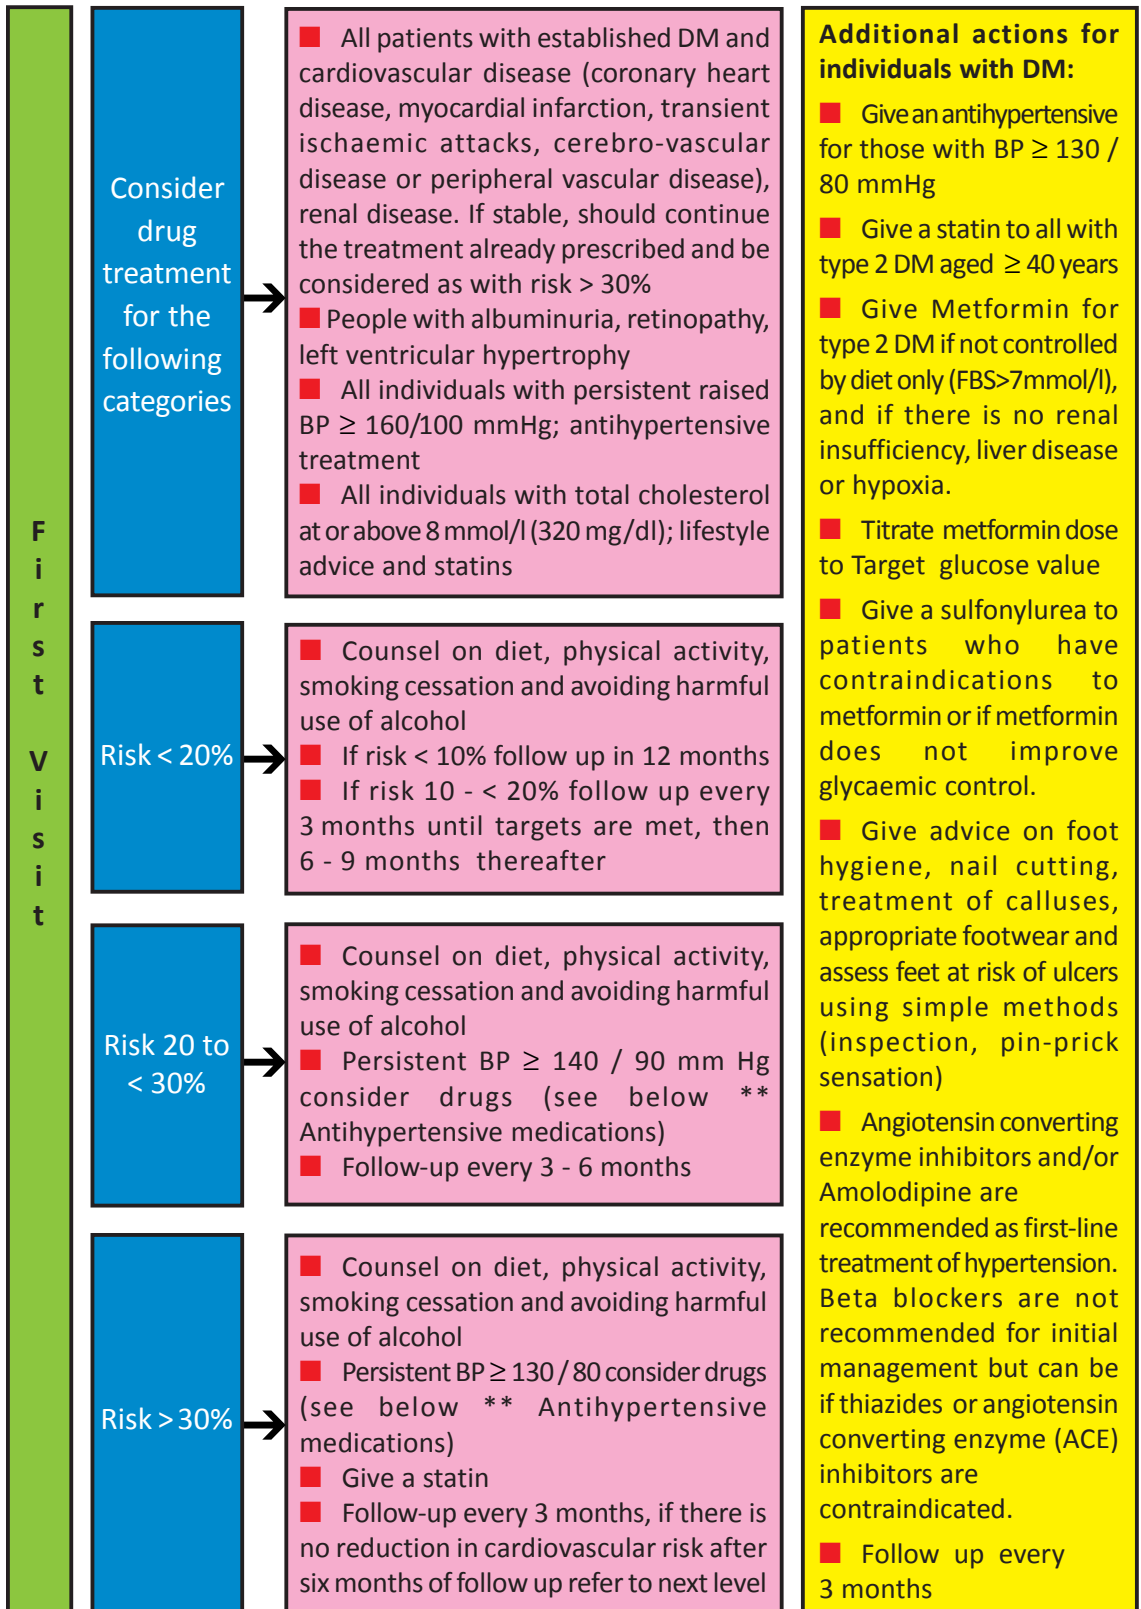 First Visit
Consider
drug
treatment
for the
following
categories
■ All patients with established DM and
cardiovascular disease (coronary heart
disease, myocardial infarction, transient
ischaemic attacks, cerebro-vascular
disease or peripheral vascular disease),
renal disease. If stable, should continue
the treatment already prescribed and be
considered as with risk > 30%
■ People with albuminuria, retinopathy,
left ventricular hypertrophy
■ All individuals with persistent raised
BP ≥ 160/100 mmHg; antihypertensive
treatment
■ All individuals with total cholesterol
at or above 8 mmol/l (320 mg/dl); lifestyle
advice and statins
Risk < 20%
■ Counsel on diet, physical activity,
smoking cessation and avoiding harmful
use of alcohol
■ If risk < 10% follow up in 12 months
■ If risk 10 - < 20% follow up every
3 months until targets are met, then
6 - 9 months thereafter
Risk 20 to
< 30%
■ Counsel on diet, physical activity,
smoking cessation and avoiding harmful
use of alcohol
■ Persistent BP ≥ 140 / 90 mm Hg
consider drugs (see below **
Antihypertensive medications)
■ Follow-up every 3 - 6 months
Risk > 30%
■ Counsel on diet, physical activity,
smoking cessation and avoiding harmful
use of alcohol
■ Persistent BP ≥ 130 / 80 consider drugs
(see below ** Antihypertensive
medications)
■ Give a statin
■ Follow-up every 3 months, if there is
no reduction in cardiovascular risk after
six months of follow up refer to next level
Additional actions for
individuals with DM:
■ Give an antihypertensive
for those with BP ≥ 130 /
80 mmHg
■ Give a statin to all with
type 2 DM aged ≥ 40 years
■ Give Metformin for
type 2 DM if not controlled
by diet only (FBS>7mmol/l),
and if there is no renal
insufficiency, liver disease
or hypoxia.
■ Titrate metformin dose
to Target glucose value
■ Give a sulfonylurea to
patients who have
contraindications to
metformin or if metformin
does not improve
glycaemic control.
■ Give advice on foot
hygiene, nail cutting,
treatment of calluses,
appropriate footwear and
assess feet at risk of ulcers
using simple methods
(inspection, pin-prick
sensation)
■ Angiotensin converting
enzyme inhibitors and/or
Amolodipine are
recommended as first-line
treatment of hypertension.
Beta blockers are not
recommended for initial
management but can be
if thiazides or angiotensin
converting enzyme (ACE)
inhibitors are
contraindicated.
■ Follow up every
3 months